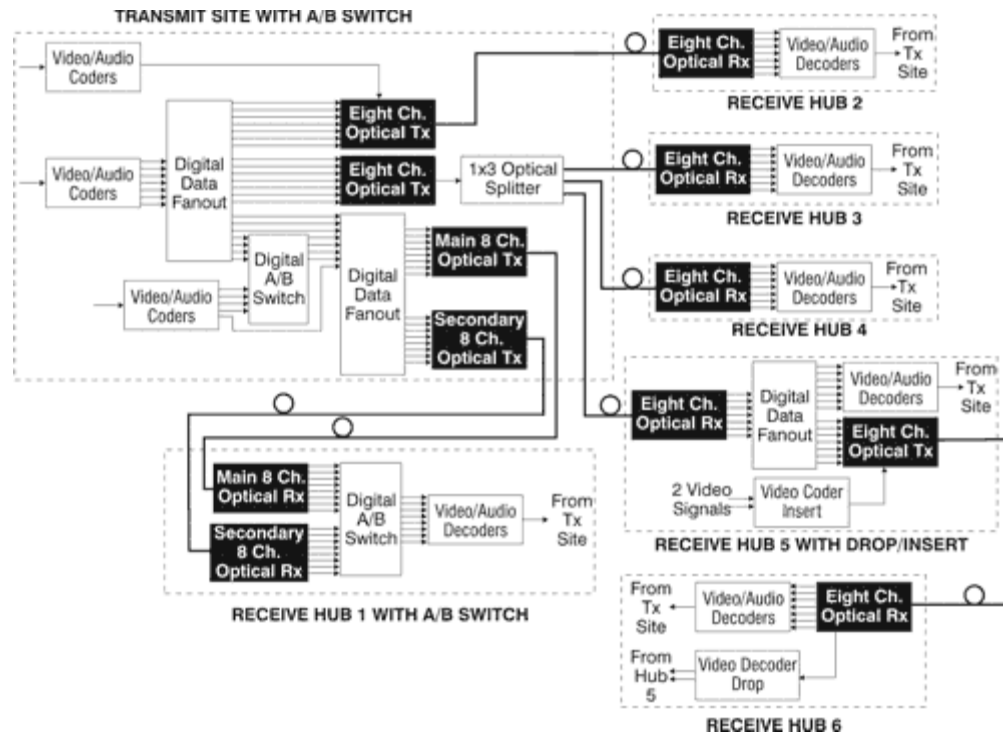 TRANSMIT SITE WITH A/B SWITCH
Video/Audio
Coders
Eight Ch.
Optical Tx
Digital
Data
Fanout
Video/Audio
Coders
Eight Ch.
Optical Tx
1x3 Optical
Splitter
Digital
A/B
Switch
Video/Audio
Coders
Digital
Data
Fanout
Main 8 Ch.
Optical Tx
Secondary
8 Ch.
Optical Tx
Eight Ch.
Optical Rx
Video/Audio
Decoders
From
Tx
Site
RECEIVE HUB 2
Eight Ch.
Optical Rx
Video/Audio
Decoders
From
Tx
Site
RECEIVE HUB 3
Eight Ch.
Optical Rx
Video/Audio
Decoders
From
Tx
Site
RECEIVE HUB 4
Eight Ch.
Optical Rx
Digital
Data
Fanout
Video/Audio
Decoders
From
Tx
Site
Eight Ch.
Optical Tx
2 Video
Signals
Video Coder
Insert
RECEIVE HUB 5 WITH DROP/INSERT
Main 8 Ch.
Optical Rx
Secondary
8 Ch.
Optical Rx
Digital
A/B
Switch
Video/Audio
Decoders
From
Tx
Site
RECEIVE HUB 1 WITH A/B SWITCH
From
Tx
Site
Video/Audio
Decoders
Eight Ch.
Optical Rx
From
Hub
5
Video Decoder
Drop
RECEIVE HUB 6